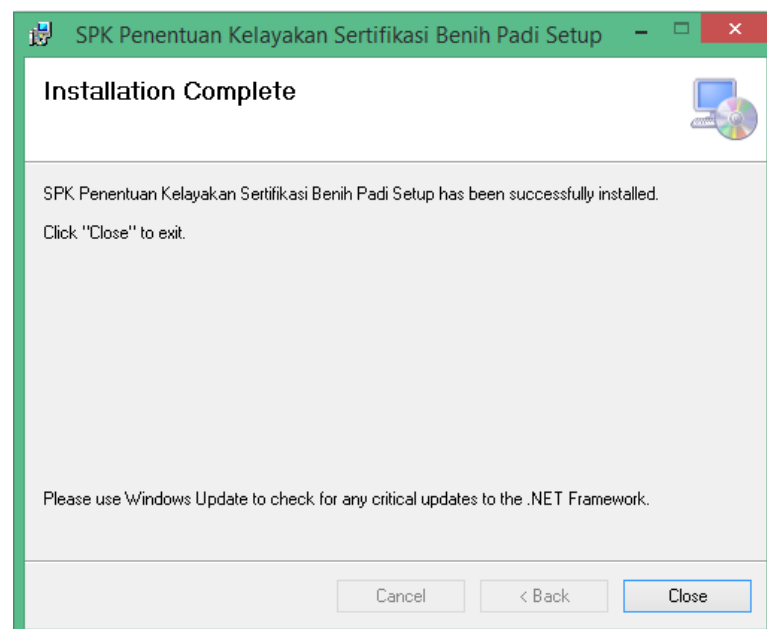 SPK Penentuan Kelayakan Sertifikasi Benih Padi Setup
Installation Complete
SPK Penentuan Kelayakan Sertifikasi Benih Padi Setup has been successfully installed.
Click "Close" to exit.
Please use Windows Update to check for any critical updates to the .NET Framework.
Cancel
< Back
Close